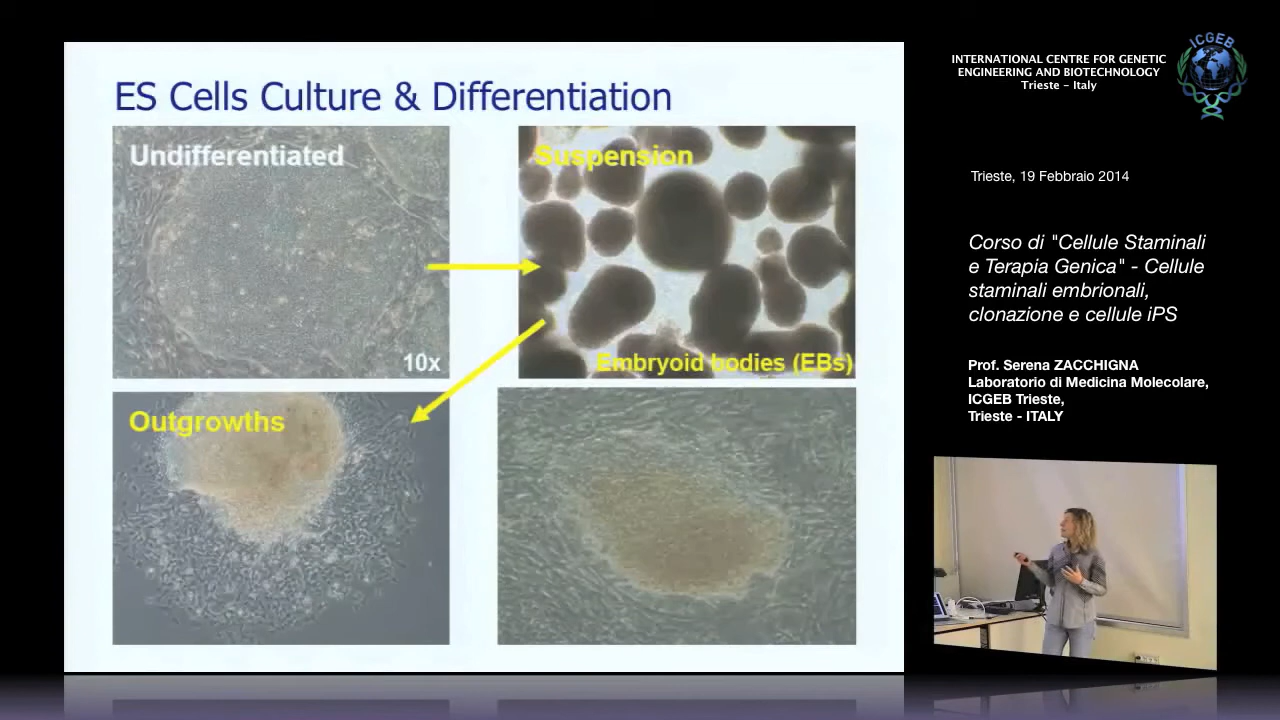 ES Cells Culture & Differentiation
Undifferentiated
10x
Suspension
Embryoid bodies (EBs)
Outgrowths
INTERNATIONAL CENTRE FOR GENETIC
ENGINEERING AND BIOTECHNOLOGY
Trieste - Italy
ICGEB
Trieste, 19 Febbraio 2014
Corso di "Cellule Staminali
e Terapia Genica" - Cellule
staminali embrionali,
clonazione e cellule iPS
Prof. Serena ZACCHIGNA
Laboratorio di Medicina Molecolare,
ICGEB Trieste,
Trieste - ITALY